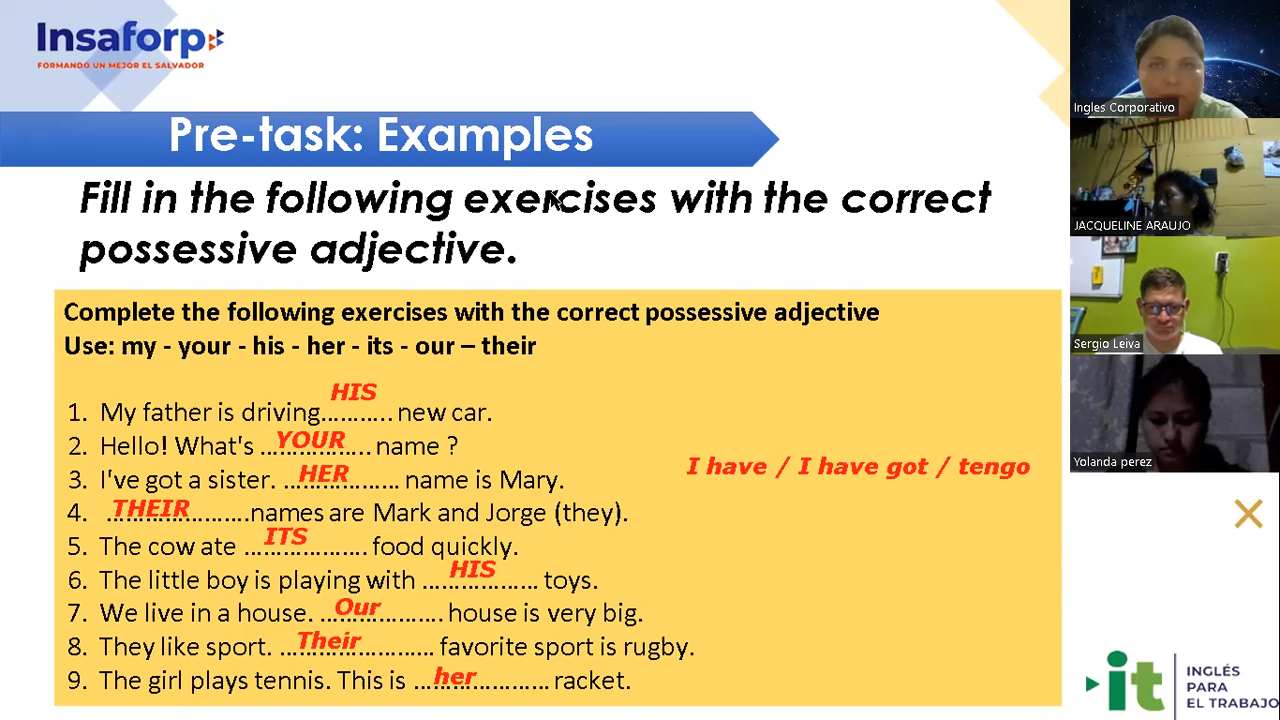 Insaforp
FORMANDO UN MEJOR EL SALVADOR
Pre-task: Examples
Fill in the following exercises with the correct
possessive adjective.
Complete the following exercises with the correct possessive adjective
Use: my - your - his - her - its - our – their
1. My father is driving........... HIS new car.
2. Hello! What's ................. YOUR name ?
3. I've got a sister. .................. HER name is Mary.
I have / I have got / tengo
4. ...................... THEIR names are Mark and Jorge (they).
5. The cow ate ................... ITS food quickly.
6. The little boy is playing with .................. HIS toys.
7. We live in a house. ................... Our house is very big.
8. They like sport. ........................ Their favorite sport is rugby.
9. The girl plays tennis. This is ..................... her racket.
Ingles Corporativo
JACQUELINE ARAUJO
Sergio Leiva
Yolanda perez
it
INGLÉS
PARA
EL TRABAJO